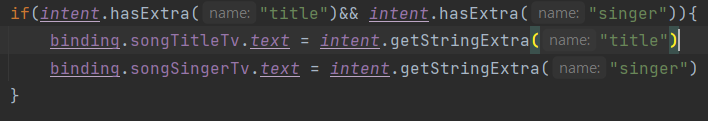 if(intent.hasExtra( name: "title")&& intent.hasExtra( name: "singer")){
binding.songTitleTv.text = intent.getStringExtra( name: "title")
binding.songSingerTv.text = intent.getStringExtra( name: "singer")
}